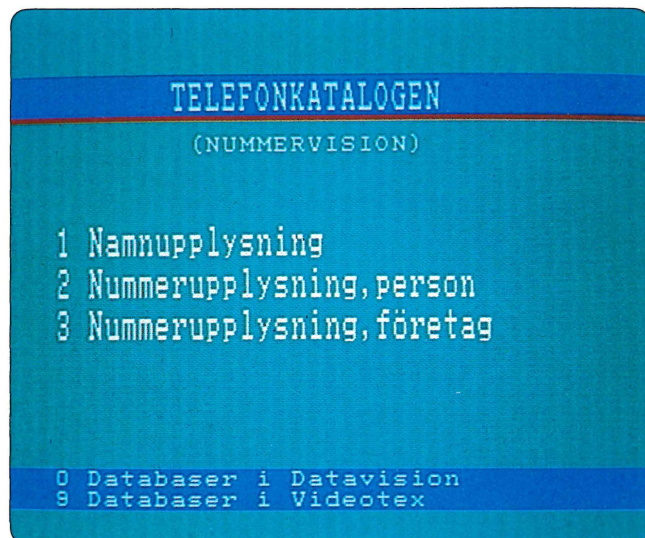 TELEFONKATALOGEN
(NUMMERVISION)
1 Namnupplysning
2 Nummerupplysning,person
3 Nummerupplysning,företag
0 Databaser i Datavision
9 Databaser i Videotex